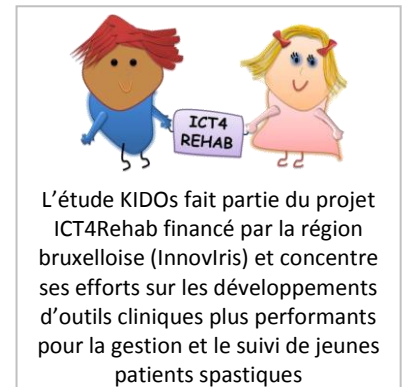 ICT4
REHAB
L'étude KIDOs fait partie du projet
ICT4Rehab financé par la région
bruxelloise (InnovIris) et concentre
ses efforts sur les développements
d'outils cliniques plus performants
pour la gestion et le suivi de jeunes
patients spastiques